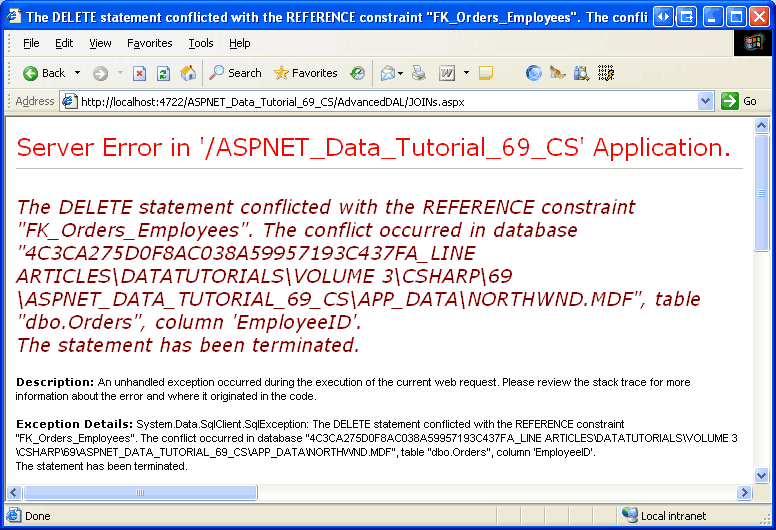 The DELETE statement conflicted with the REFERENCE constraint "FK_Orders_Employees". The confli
File Edit View Favorites Tools Help
Back Search Favorites
Address http://localhost:4722/ASPNET_Data_Tutorial_69_CS/AdvancedDAL/JOINs.aspx Go
Server Error in '/ASPNET_Data_Tutorial_69_CS' Application.
The DELETE statement conflicted with the REFERENCE constraint
"FK_Orders_Employees". The conflict occurred in database
"4C3CA275D0F8AC038A59957193C437FA_LINE
ARTICLES\DATATUTORIALS\VOLUME 3\CSHARP\69
\ASPNET_DATA_TUTORIAL_69_CS\APP_DATA\NORTHWND.MDF", table
"dbo.Orders", column 'EmployeeID'.
The statement has been terminated.
Description: An unhandled exception occurred during the execution of the current web request. Please review the stack trace for more
information about the error and where it originated in the code.
Exception Details: System.Data.SqlClient.SqlException: The DELETE statement conflicted with the REFERENCE constraint
"FK_Orders_Employees". The conflict occurred in database "4C3CA275D0F8AC038A59957193C437FA_LINE ARTICLES\DATATUTORIALS\VOLUME 3
\CSHARP\69\ASPNET_DATA_TUTORIAL_69_CS\APP_DATA\NORTHWND.MDF", table "dbo.Orders", column 'EmployeeID'.
The statement has been terminated.
Done Local intranet